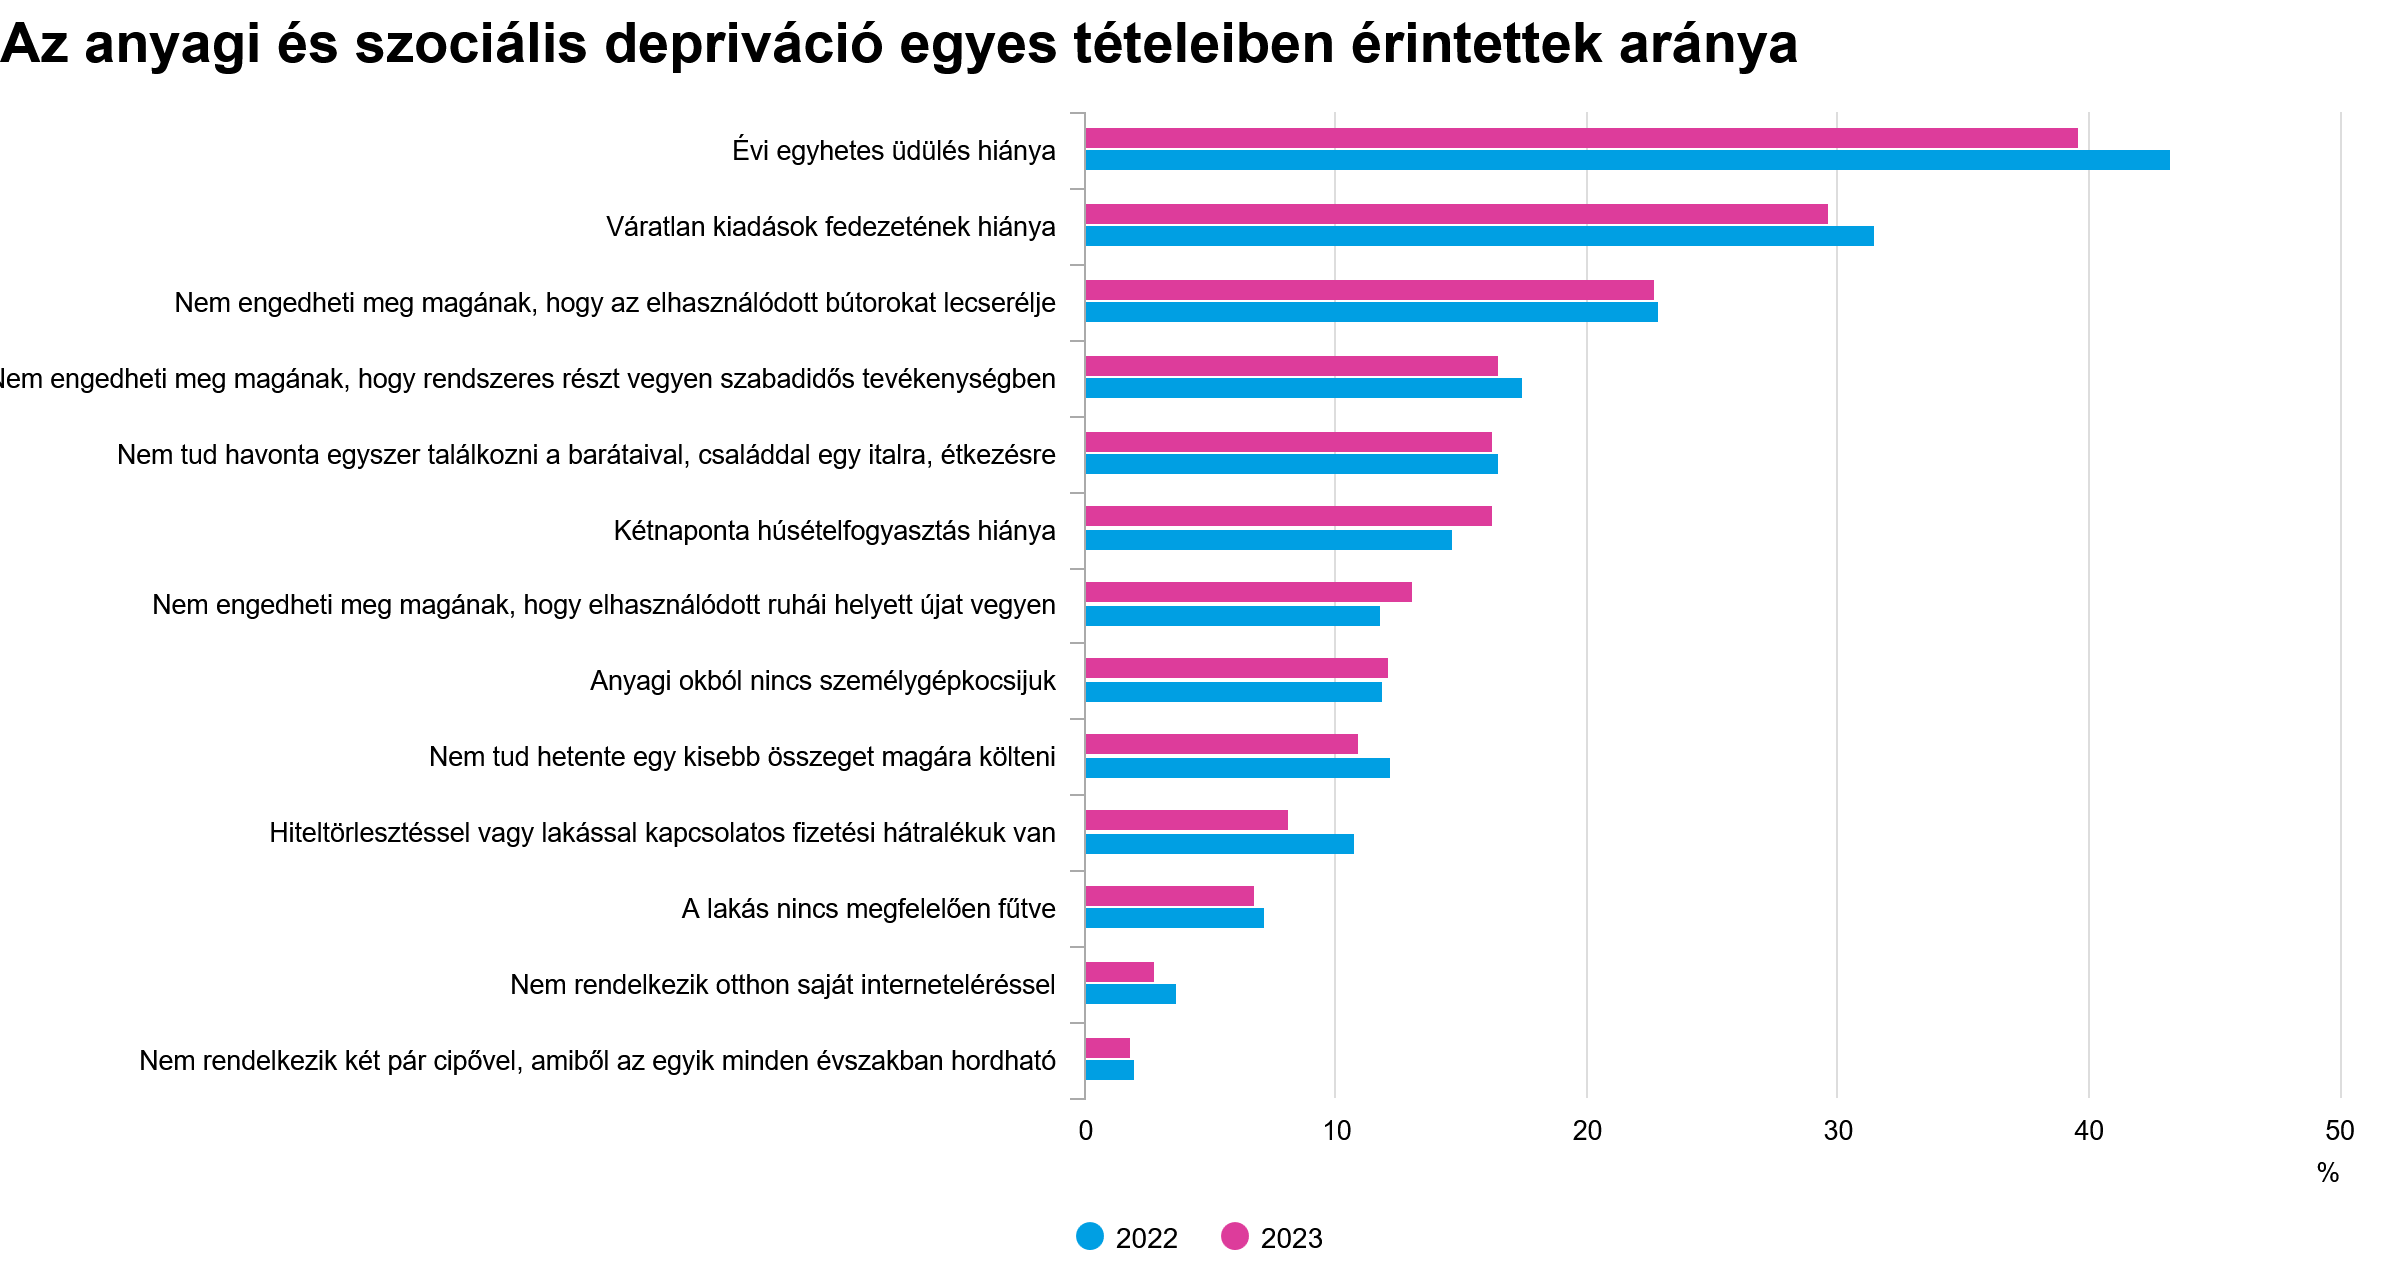 Az anyagi és szociális depriváció egyes tételeiben érintettek aránya
Évi egyhetes üdülés hiánya
Váratlan kiadások fedezetének hiánya
Nem engedheti meg magának, hogy az elhasználódott bútorokat lecserélje
Nem engedheti meg magának, hogy rendszeres részt vegyen szabadidős tevékenységben
Nem tud havonta egyszer találkozni a barátaival, családdal egy italra, étkezésre
Kétnaponta húsételfogyasztás hiánya
Nem engedheti meg magának, hogy elhasználódott ruhái helyett újat vegyen
Anyagi okból nincs személygépkocsijuk
Nem tud hetente egy kisebb összeget magára költeni
Hiteltörlesztéssel vagy lakással kapcsolatos fizetési hátralékuk van
A lakás nincs megfelelően fűtve
Nem rendelkezik otthon saját interneteléréssel
Nem rendelkezik két pár cipővel, amiből az egyik minden évszakban hordható
0 10 20 30 40 50
%
2022 2023